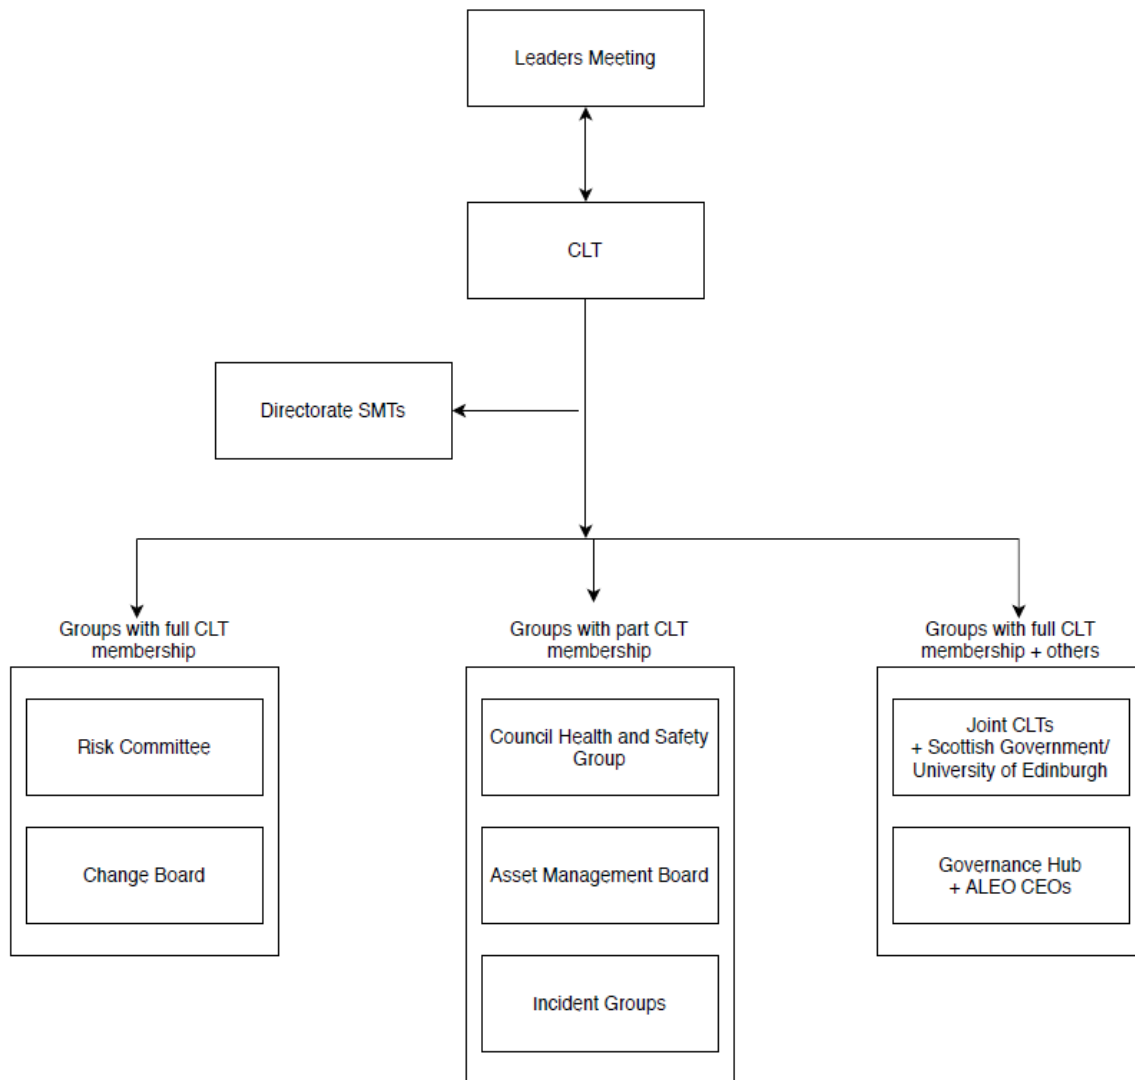 Leaders Meeting
CLT
Directorate SMTs
Groups with full CLT
membership
Risk Committee
Change Board
Groups with part CLT
membership
Council Health and Safety
Group
Asset Management Board
Incident Groups
Groups with full CLT
membership + others
Joint CLTs
+ Scottish Government/
University of Edinburgh
Governance Hub
+ ALEO CEOs